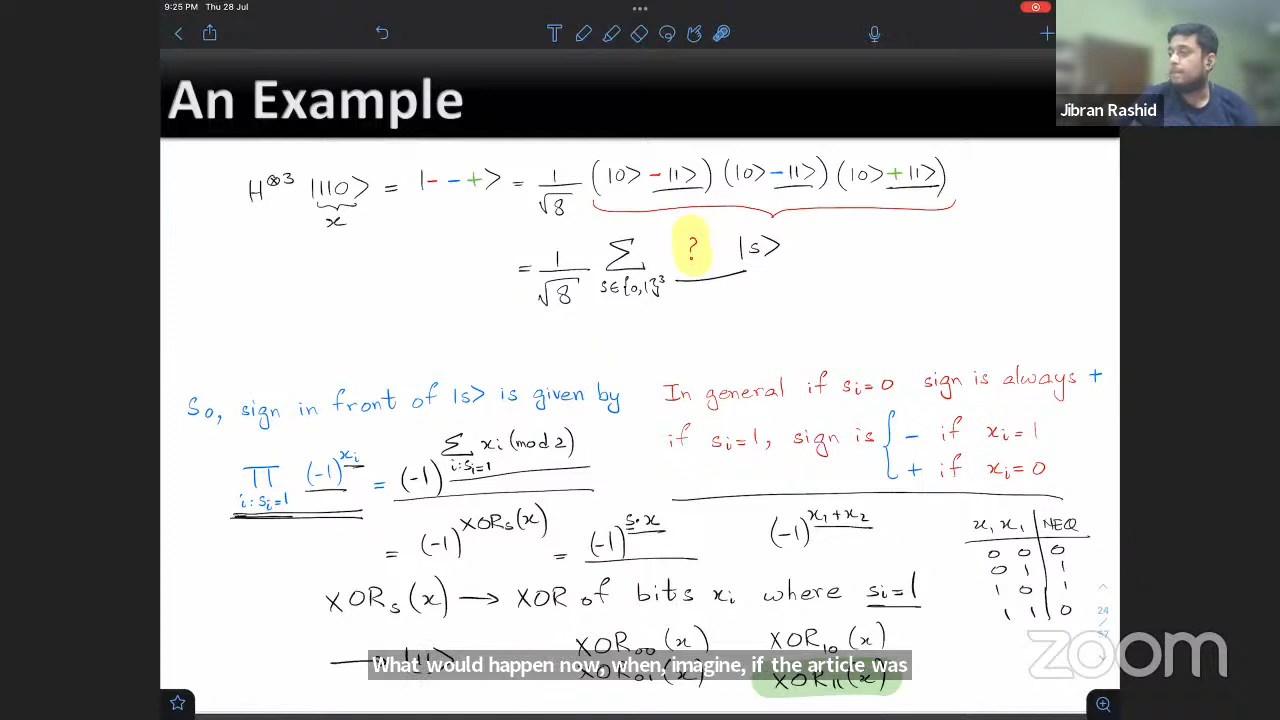 9:25 PM Thu 28 Jul
Jibran Rashid
An Example
H⊗3 |110> = |--+> = 1/√8 (|0> - |1>) (|0> - |1>) (|0> + |1>)
x
= 1/√8 Σ s∈{0,1}³ ? |s>
So, sign in front of |s> is given by
∏ i:si=1 (-1)^xi = (-1)^Σ i:si=1 xi (mod 2)
= (-1)^XORs(x) = (-1)^s·x
In general if si=0 sign is always +
if si=1, sign is { - if xi=1
+ if xi=0
(-1)^x1+x2
x1 x1 NEQ
0 0 0
0 1 1
1 0 1
1 1 0
XORs(x) → XOR of bits xi where si=1
XOR00(x) XOR10(x)
XOR01(x) XOR11(x)
What would happen now, when, imagine, if the article was
24
/
57
zoom